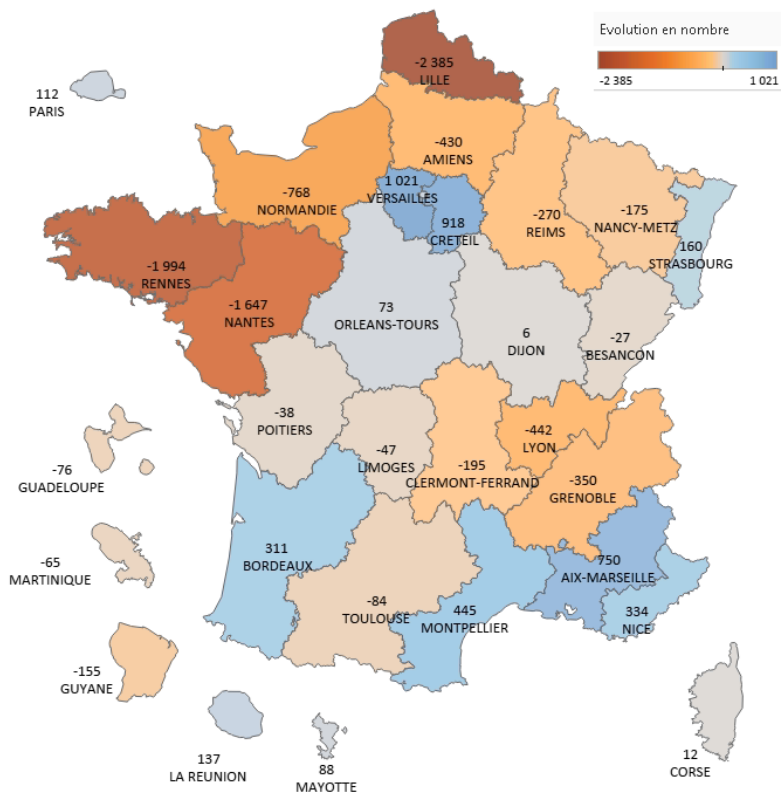 Evolution en nombre
-2 385
1 021
-2 385
LILLE
112
PARIS
-430
AMIENS
-768
NORMANDIE
1 021
VERSAILLES
918
CRETEIL
-270
REIMS
-175
NANCY-METZ
160
STRASBOURG
-1 994
RENNES
-1 647
NANTES
73
ORLEANS-TOURS
6
DIJON
-27
BESANCON
-38
POITIERS
-47
LIMOGES
-195
CLERMONT-FERRAND
-442
LYON
-350
GRENOBLE
-76
GUADELOUPE
311
BORDEAUX
-84
TOULOUSE
445
MONTPELLIER
750
AIX-MARSEILLE
334
NICE
-65
MARTINIQUE
-155
GUYANE
137
LA REUNION
88
MAYOTTE
12
CORSE